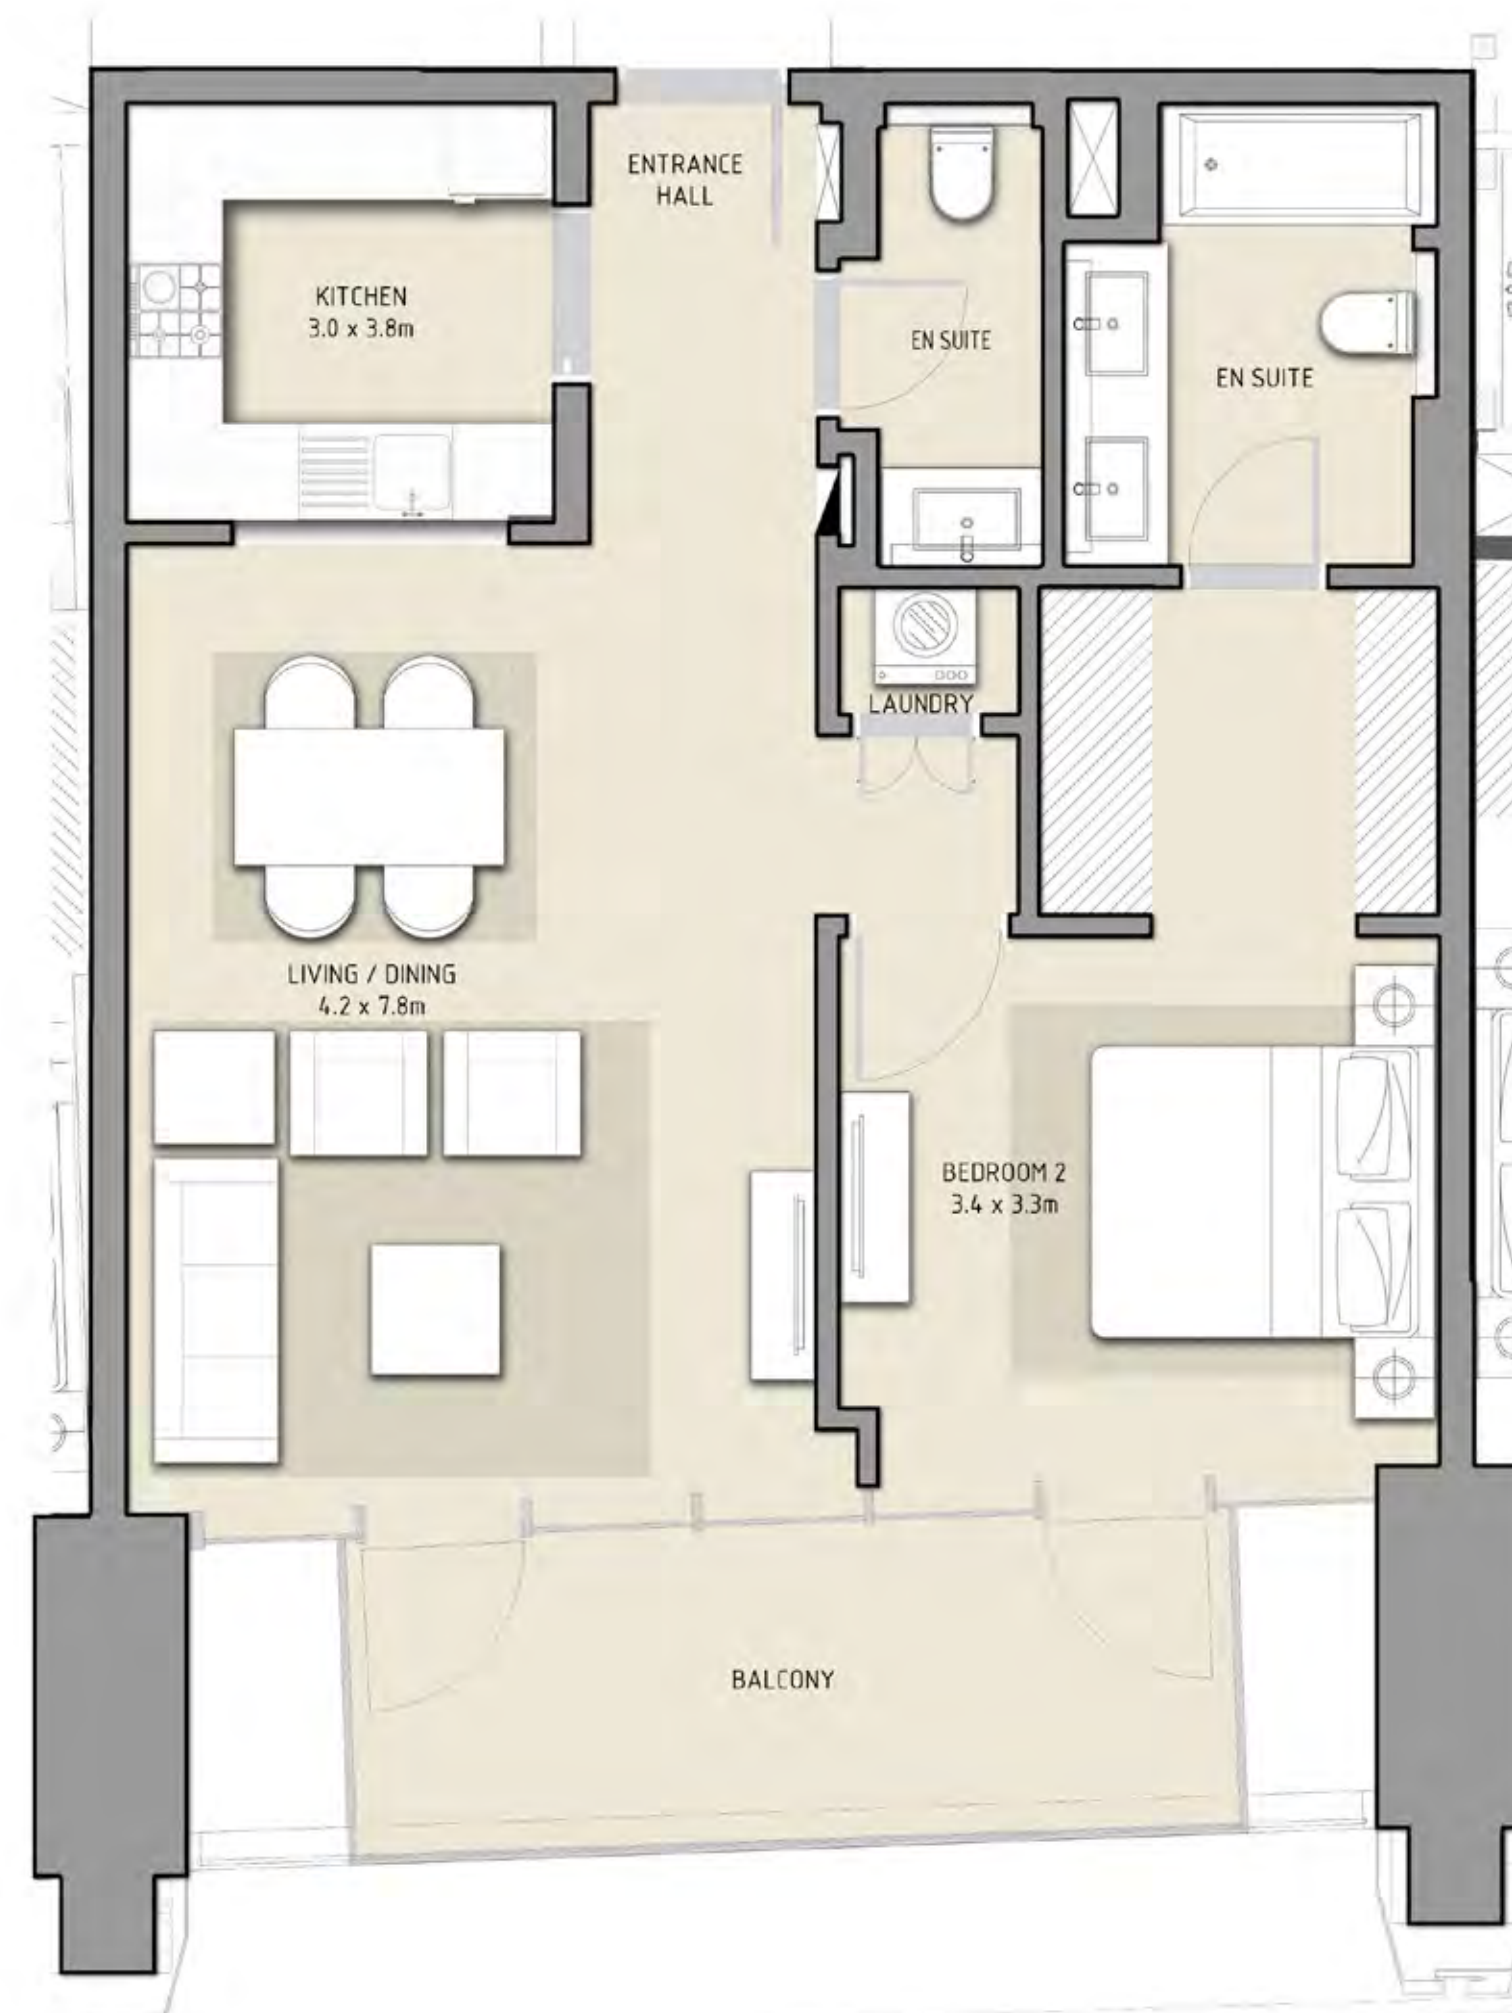 ENTRANCE
HALL
KITCHEN
3.0 x 3.8m
EN SUITE
EN SUITE
LAUNDRY
LIVING / DINING
4.2 x 7.8m
BEDROOM 2
3.4 x 3.3m
BALCONY